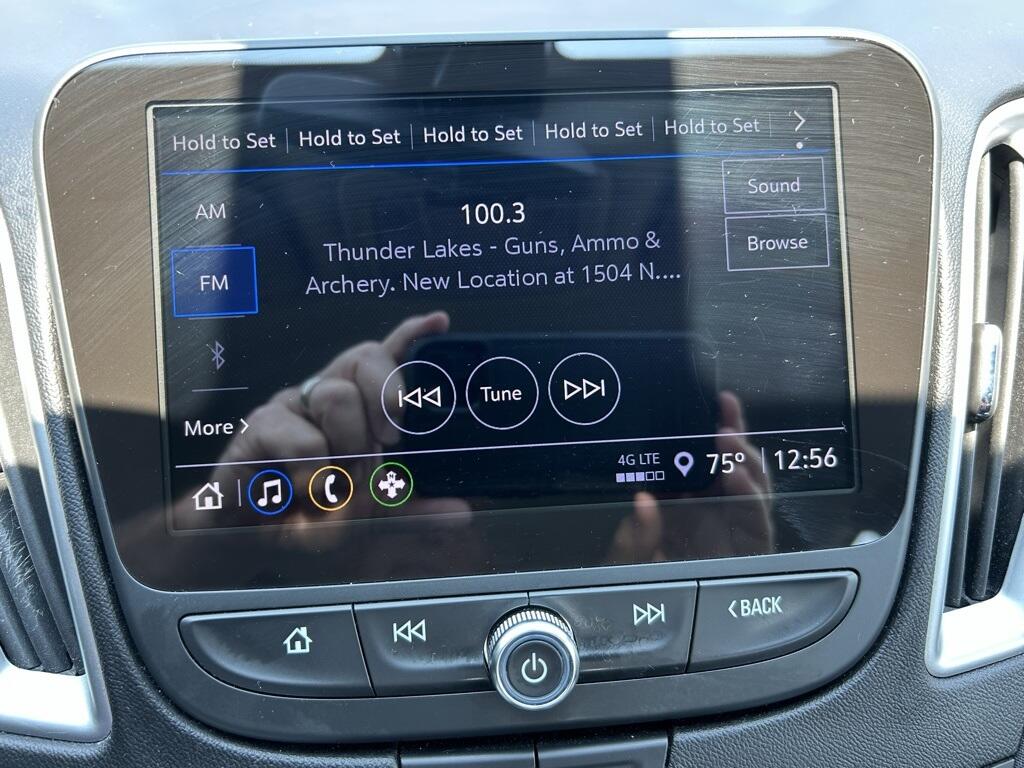 Hold to Set Hold to Set Hold to Set Hold to Set Hold to Set
AM
FM
More
100.3
Thunder Lakes - Guns, Ammo &
Archery. New Location at 1504 N....
Sound
Browse
Tune
4G LTE
75° 12:56
BACK